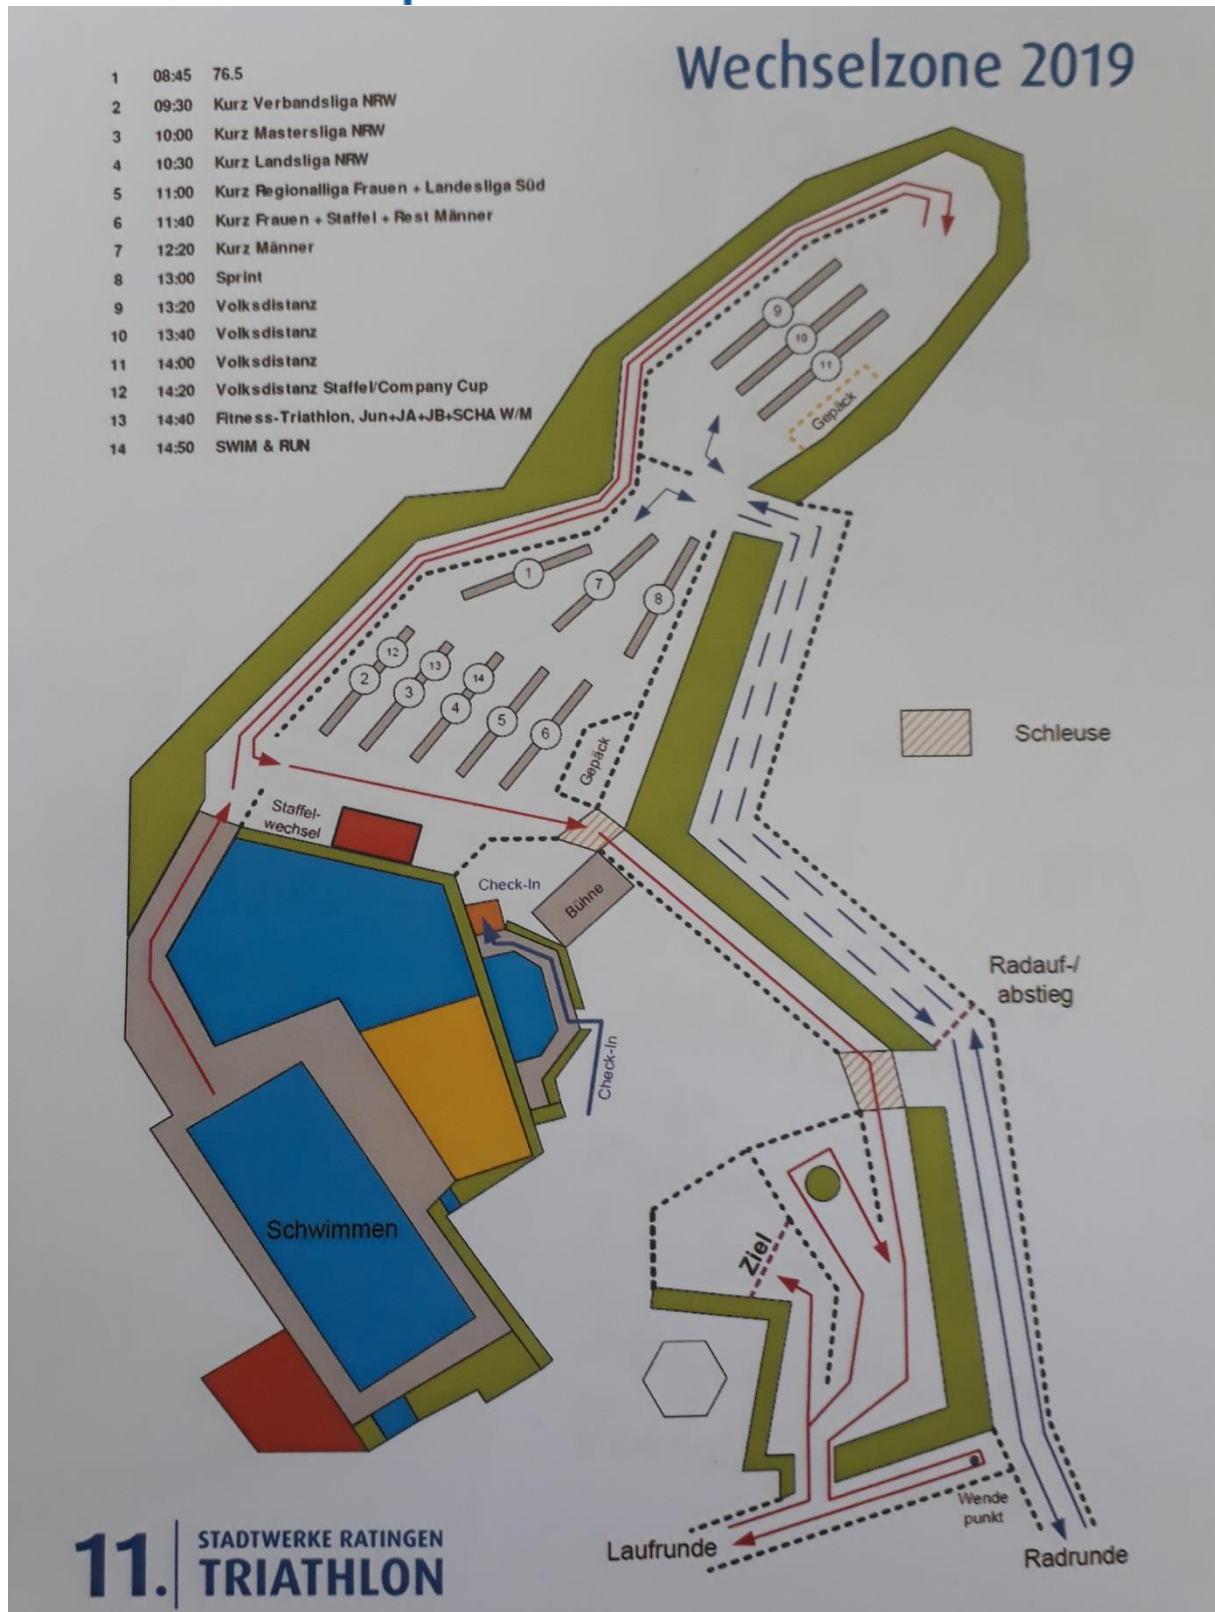 Wechselzone 2019
1 08:45 76.5
2 09:30 Kurz Verbandsliga NRW
3 10:00 Kurz Mastersliga NRW
4 10:30 Kurz Landsliga NRW
5 11:00 Kurz Regionalliga Frauen + Landesliga Süd
6 11:40 Kurz Frauen + Staffel + Rest Männer
7 12:20 Kurz Männer
8 13:00 Sprint
9 13:20 Volksdistanz
10 13:40 Volksdistanz
11 14:00 Volksdistanz
12 14:20 Volksdistanz Staffel/Company Cup
13 14:40 Fitness-Triathlon, Jun+JA+JB+SCHA W/M
14 14:50 SWIM & RUN
9
10
11
Gepäck
1
7
8
12
13
14
2
3
4
5
6
Gepäck
Schleuse
Staffel-
wechsel
Check-In
Bühne
Radauf-/
abstieg
Check-In
Schwimmen
Ziel
Wende
punkt
Laufrunde
Radrunde
11.
STADTWERKE RATINGEN
TRIATHLON